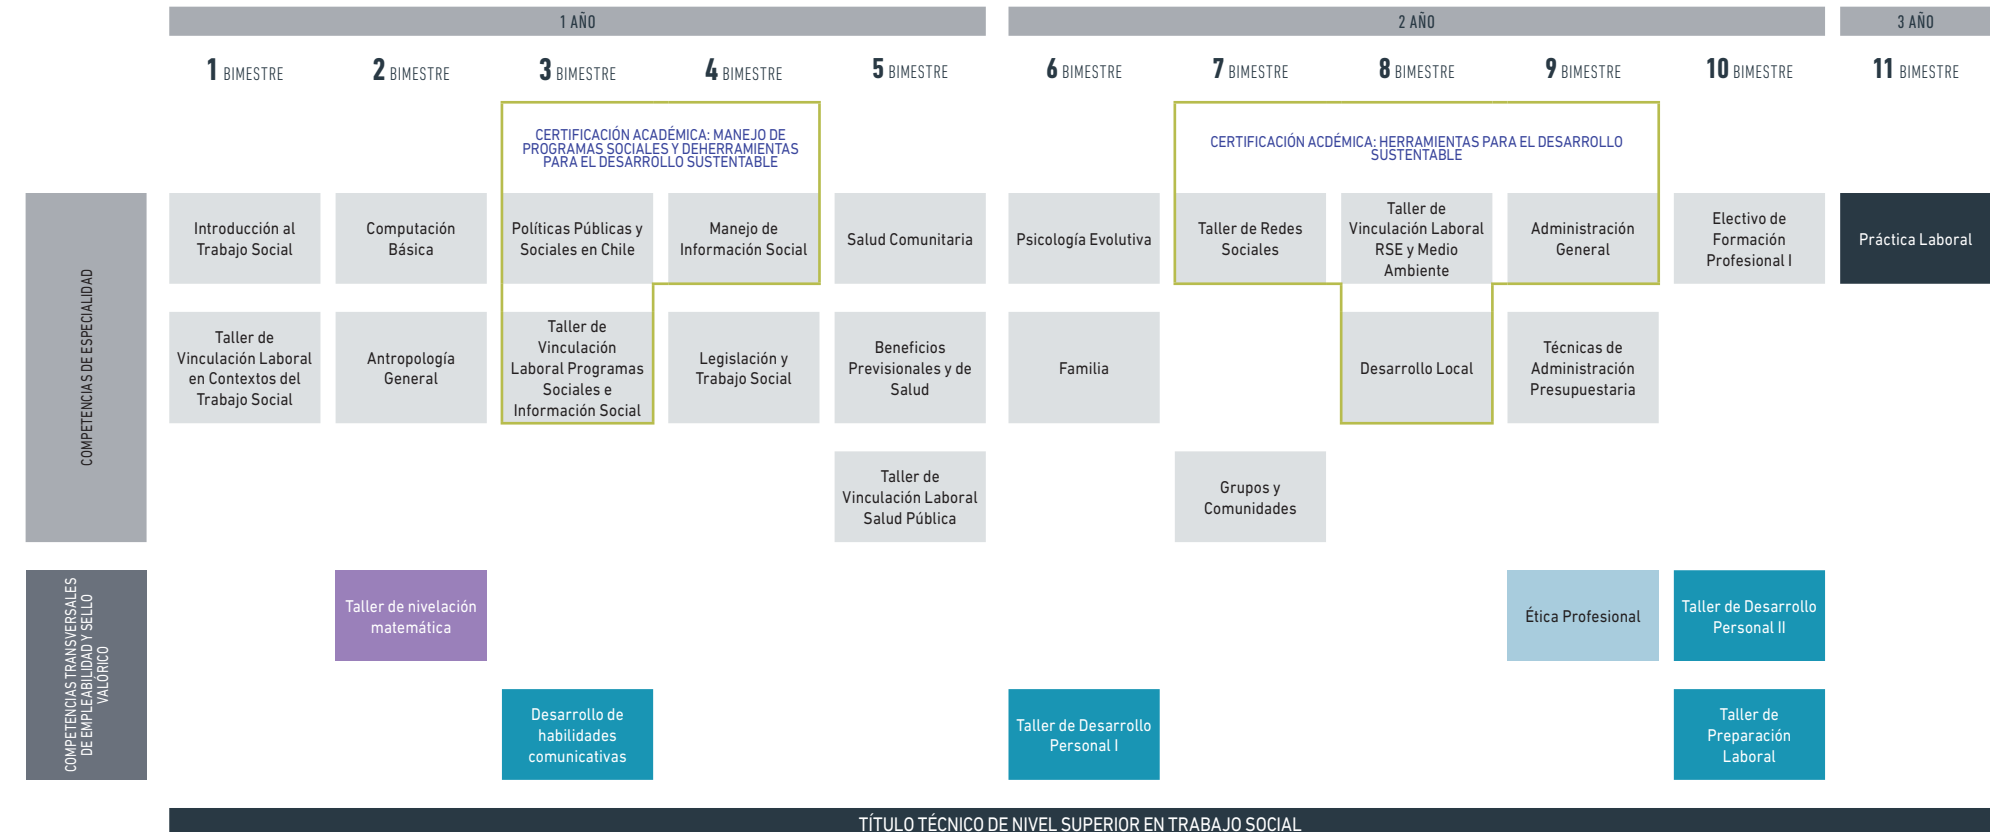 1 AÑO
2 AÑO
3 AÑO
1 BIMESTRE
2 BIMESTRE
3 BIMESTRE
4 BIMESTRE
5 BIMESTRE
6 BIMESTRE
7 BIMESTRE
8 BIMESTRE
9 BIMESTRE
10 BIMESTRE
11 BIMESTRE
CERTIFICACIÓN ACADÉMICA: MANEJO DE
PROGRAMAS SOCIALES Y DEHERRAMIENTAS
PARA EL DESARROLLO SUSTENTABLE
CERTIFICACIÓN ACDÉMICA: HERRAMIENTAS PARA EL DESARROLLO
SUSTENTABLE
COMPETENCIAS DE ESPECIALIDAD
Introducción al
Trabajo Social
Computación
Básica
Políticas Públicas y
Sociales en Chile
Manejo de
Información Social
Salud Comunitaria
Psicología Evolutiva
Taller de Redes
Sociales
Taller de
Vinculación Laboral
RSE y Medio
Ambiente
Administración
General
Electivo de
Formación
Profesional I
Práctica Laboral
Taller de
Vinculación Laboral
en Contextos del
Trabajo Social
Antropología
General
Taller de
Vinculación
Laboral Programas
Sociales e
Información Social
Legislación y
Trabajo Social
Beneficios
Previsionales y de
Salud
Familia
Desarrollo Local
Técnicas de
Administración
Presupuestaria
Taller de
Vinculación Laboral
Salud Pública
Grupos y
Comunidades
COMPETENCIAS TRANSVERSALES
DE EMPLEABILIDAD Y SELLO
VALÓRICO
Taller de nivelación
matemática
Ética Profesional
Taller de Desarrollo
Personal II
Desarrollo de
habilidades
comunicativas
Taller de Desarrollo
Personal I
Taller de
Preparación
Laboral
TÍTULO TÉCNICO DE NIVEL SUPERIOR EN TRABAJO SOCIAL